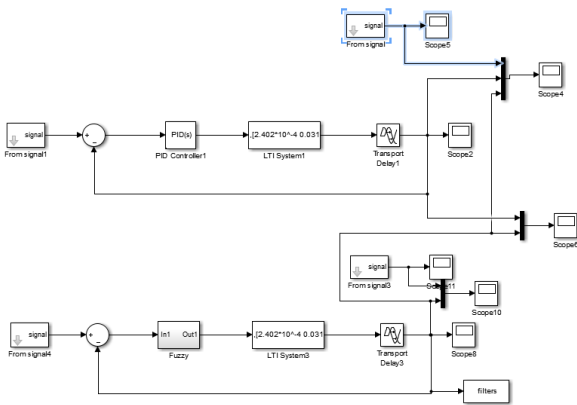 signal
From signal
Scope5
Scope4
signal
From signal1
+
−
PID(s)
PID Controller1
,[2.402*10^-4 0.031
LTI System1
Transport
Delay1
Scope2
Scope6
signal
From signal3
Scope11
Scope10
signal
From signal4
+
−
In1 Out1
Fuzzy
,[2.402*10^-4 0.031
LTI System3
Transport
Delay3
Scope8
filters